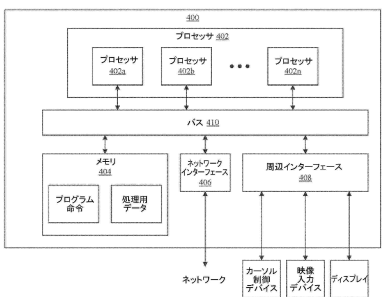 400
プロセッサ 402
プロセッサ
402a
プロセッサ
402b
•••
プロセッサ
402n
バス 410
メモリ
404
プログラム
命令
処理用
データ
ネットワーク
インターフェース
406
周辺インターフェース
408
ネットワーク
カーソル
制御
デバイス
映像
入力
デバイス
ディスプレイ